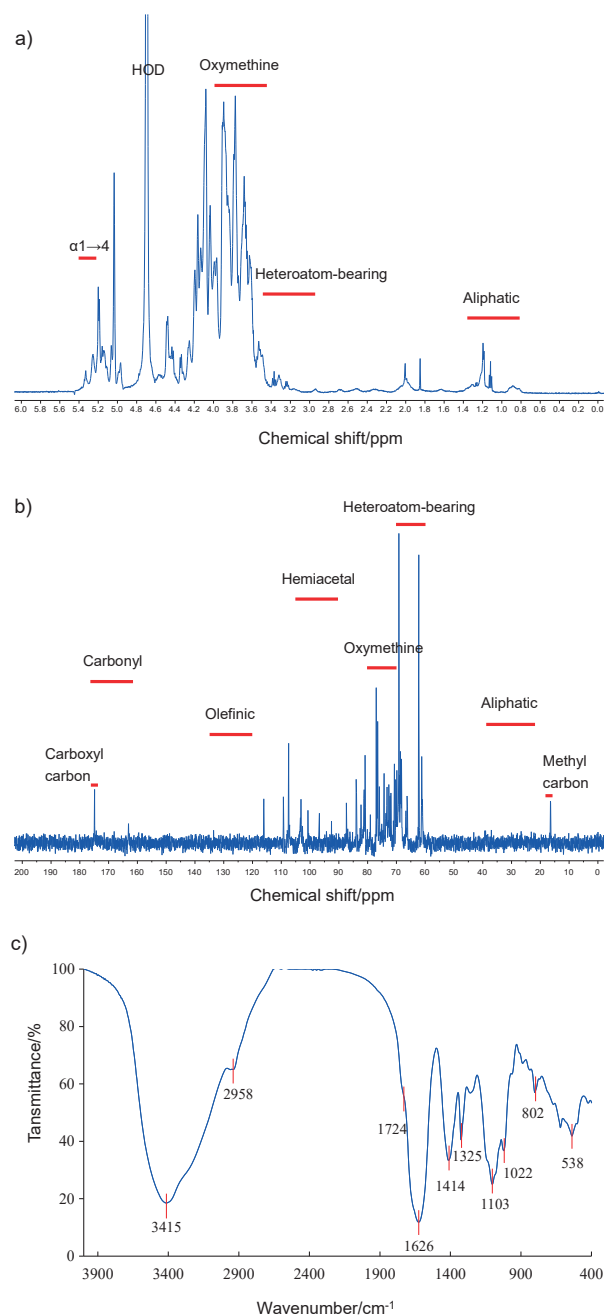 a)
HOD
Oxymethine
α1→4
Heteroatom-bearing
Aliphatic
6.0 5.8 5.6 5.4 5.2 5.0 4.8 4.6 4.4 4.2 4.0 3.8 3.6 3.4 3.2 3.0 2.8 2.6 2.4 2.2 2.0 1.8 1.6 1.4 1.2 1.0 0.8 0.6 0.4 0.2 0.0
Chemical shift/ppm
b)
Heteroatom-bearing
Hemiacetal
Oxymethine
Carbonyl
Aliphatic
Olefinic
Carboxyl
carbon
Methyl
carbon
200 190 180 170 160 150 140 130 120 110 100 90 80 70 60 50 40 30 20 10 0
Chemical shift/ppm
c)
100
80
60
40
20
0
Tansmittance/%
2958
802
1724
1325
1022
538
1414
1103
3415
1626
3900 3400 2900 2400 1900 1400 900 400
Wavenumber/cm-1